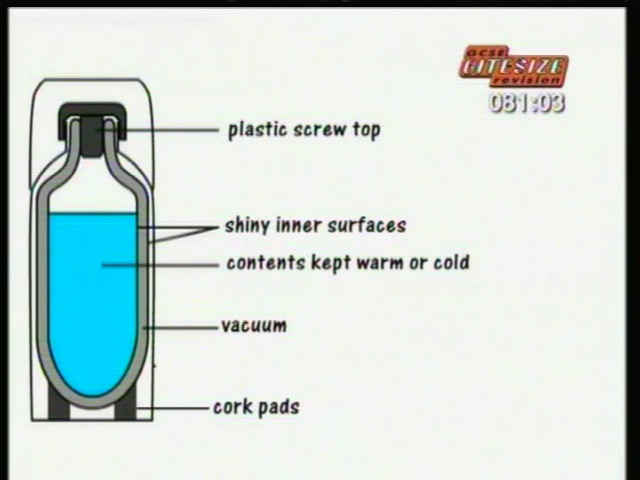 GCSE
BITESIZE
revision
081:03
plastic screw top
shiny inner surfaces
contents kept warm or cold
vacuum
cork pads